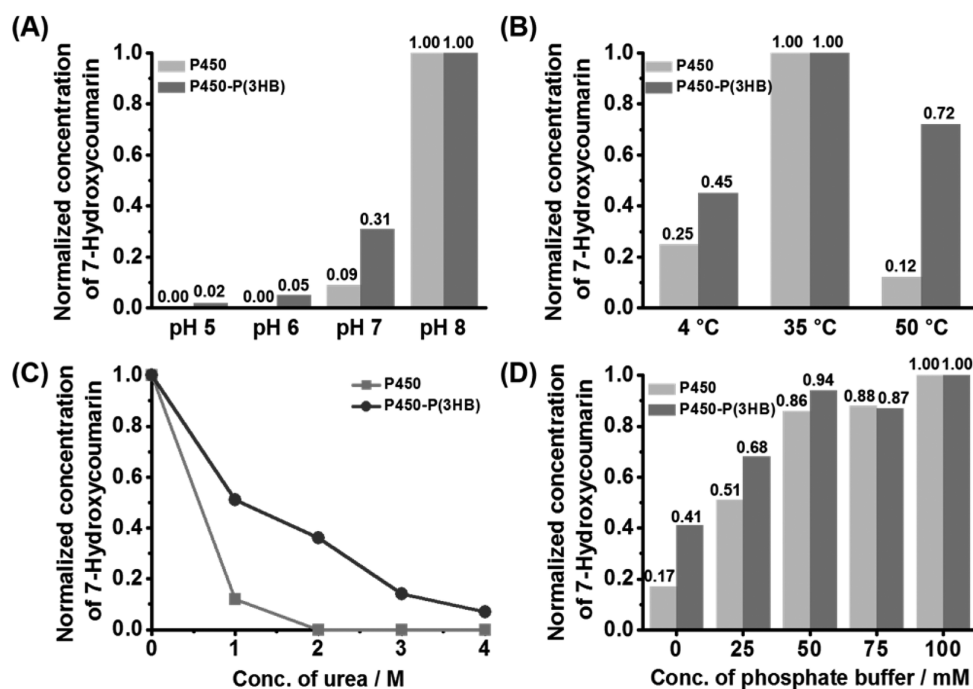 (A)
Normalized concentration
of 7-Hydroxycoumarin
1.0
0.8
0.6
0.4
0.2
0.0
P450
P450-P(3HB)
0.00 0.02
0.00 0.05
0.09
0.31
1.00 1.00
pH 5 pH 6 pH 7 pH 8
(B)
Normalized concentration
of 7-Hydroxycoumarin
1.0
0.8
0.6
0.4
0.2
0.0
P450
P450-P(3HB)
0.25
0.45
1.00 1.00
0.12
0.72
4 °C 35 °C 50 °C
(C)
Normalized concentration
of 7-Hydroxycoumarin
1.0
0.8
0.6
0.4
0.2
0.0
P450
P450-P(3HB)
0 1 2 3 4
Conc. of urea / M
(D)
Normalized concentration
of 7-Hydroxycoumarin
1.0
0.8
0.6
0.4
0.2
0.0
P450
P450-P(3HB)
0.17
0.41
0.51
0.68
0.86
0.94
0.88 0.87
1.00 1.00
0 25 50 75 100
Conc. of phosphate buffer / mM